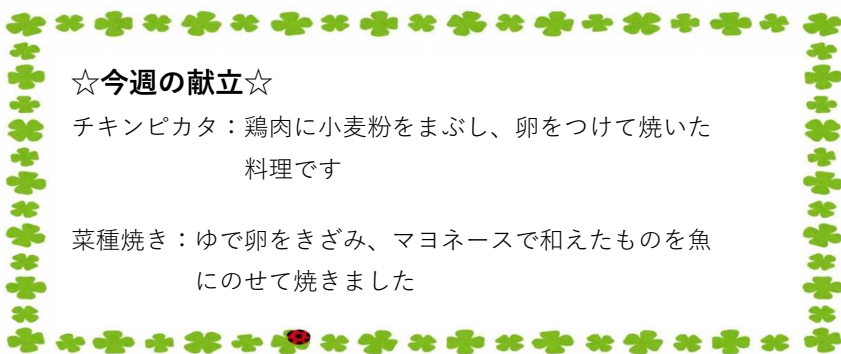 ☆今週の献立☆
チキンピカタ：鶏肉に小麦粉をまぶし、卵をつけて焼いた
料理です
菜種焼き：ゆで卵をきざみ、マヨネースで和えたものを魚
にのせて焼きました